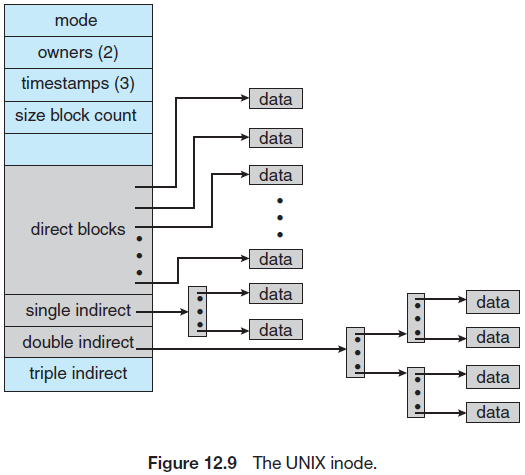 mode
owners (2)
timestamps (3)
size block count
direct blocks
single indirect
double indirect
triple indirect
data
data
data
data
data
data
data
data
data
data
Figure 12.9 The UNIX inode.